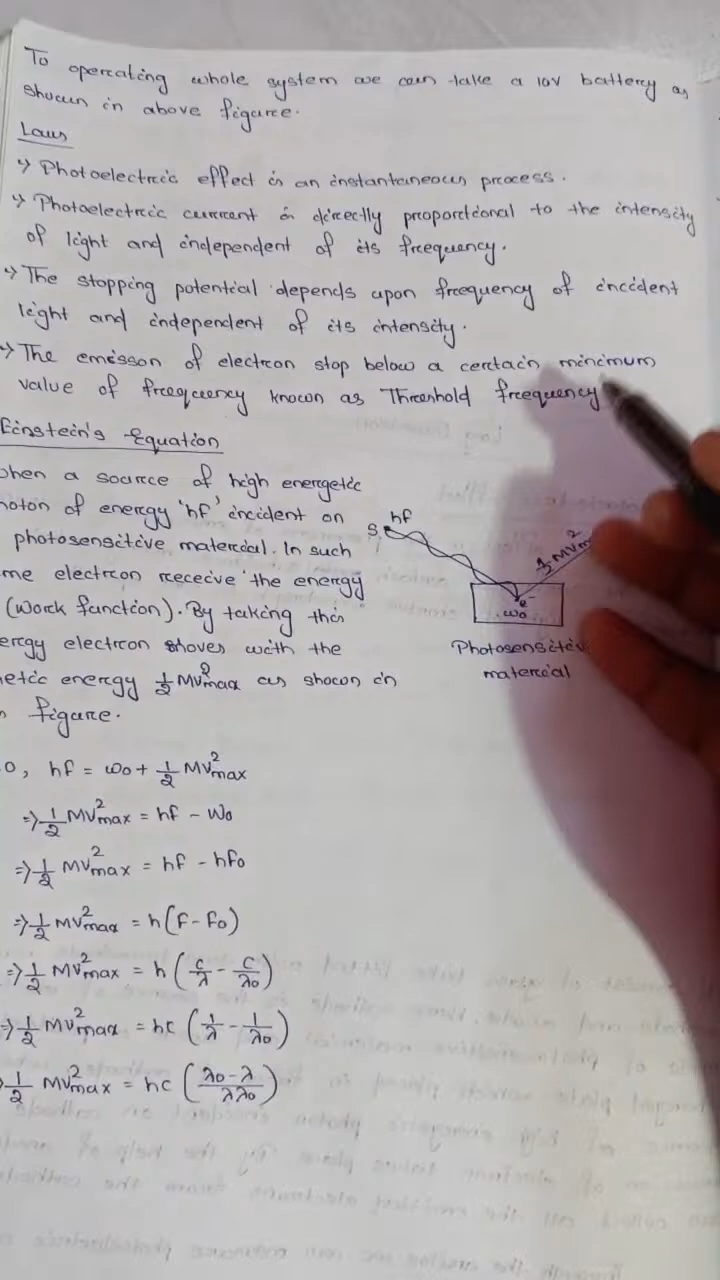 To opercating whole system we can take a 10v battery as
shown in above figure.
Laws
→ Photoelectric effect is an instantaneous process.
→ Photoelectric current is directly proportional to the intensity
of light and independent of its frequency.
→ The stopping potential depends upon frequency of incident
light and independent of its intensity.
→ The emisson of electron stop below a certain minimum
value of freqcuency known as Threshold frequency
Einstein's Equation
when a source of high energetic
hoton of energy 'hf' incident on
photosensitive material. In such
me electron receive the energy
(work function). By taking this
ergy electron shoves with the
netic energy ½ MV²max as shown in
figure.
S hf
½ MV²m
e⁻
W₀
Photosensitiv
material
o, hf = W₀ + ½ MV²max
⇒ ½ MV²max = hf - W₀
⇒ ½ MV²max = hf - hf₀
⇒ ½ MV²max = h(f - f₀)
⇒ ½ MV²max = h(c/λ - c/λ₀)
⇒ ½ MV²max = hc(1/λ - 1/λ₀)
½ MV²max = hc((λ₀ - λ)/λλ₀)